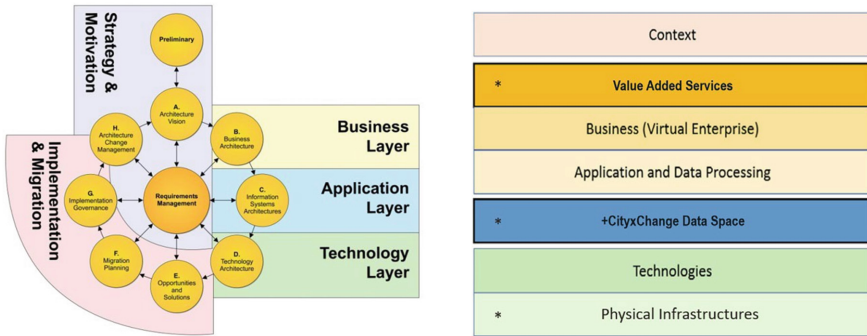 Strategy &
Motivation
Preliminary
A.
Architecture
Vision
H.
Architecture
Change
Management
B.
Business
Architecture
Business
Layer
Implementation
& Migration
G.
Implementation
Governance
Requirements
Management
C.
Information
Systems
Architectures
Application
Layer
F.
Migration
Planning
D.
Technology
Architecture
E.
Opportunities
and
Solutions
Technology
Layer
Context
* Value Added Services
Business (Virtual Enterprise)
Application and Data Processing
* +CityxChange Data Space
Technologies
* Physical Infrastructures